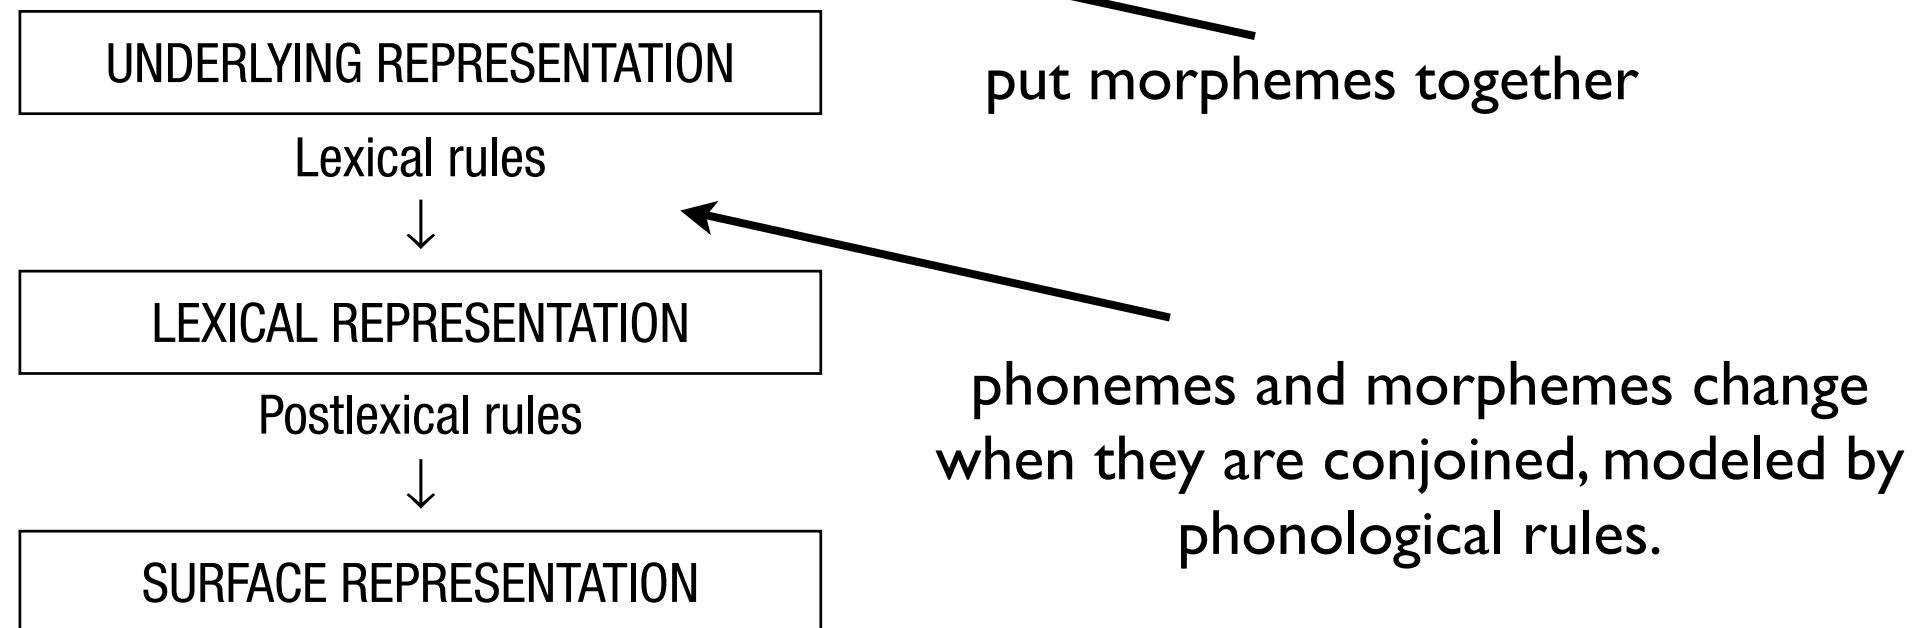 UNDERLYING REPRESENTATION
put morphemes together
Lexical rules
LEXICAL REPRESENTATION
phonemes and morphemes change
when they are conjoined, modeled by
phonological rules.
Postlexical rules
SURFACE REPRESENTATION